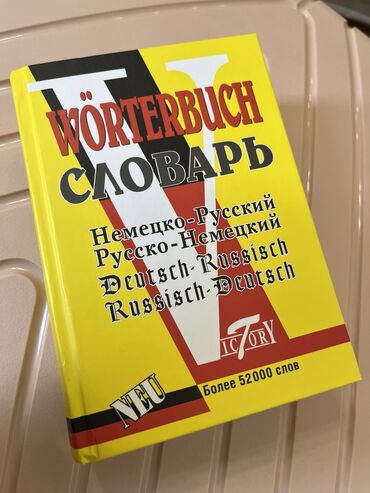 WÖRTERBUCH
СЛОВАРЬ
Немецко-Русский
Русско-Немецкий
Deutsch-Russisch
Russisch-Deutsch
VICTORY
NEU
Более 52000 слов